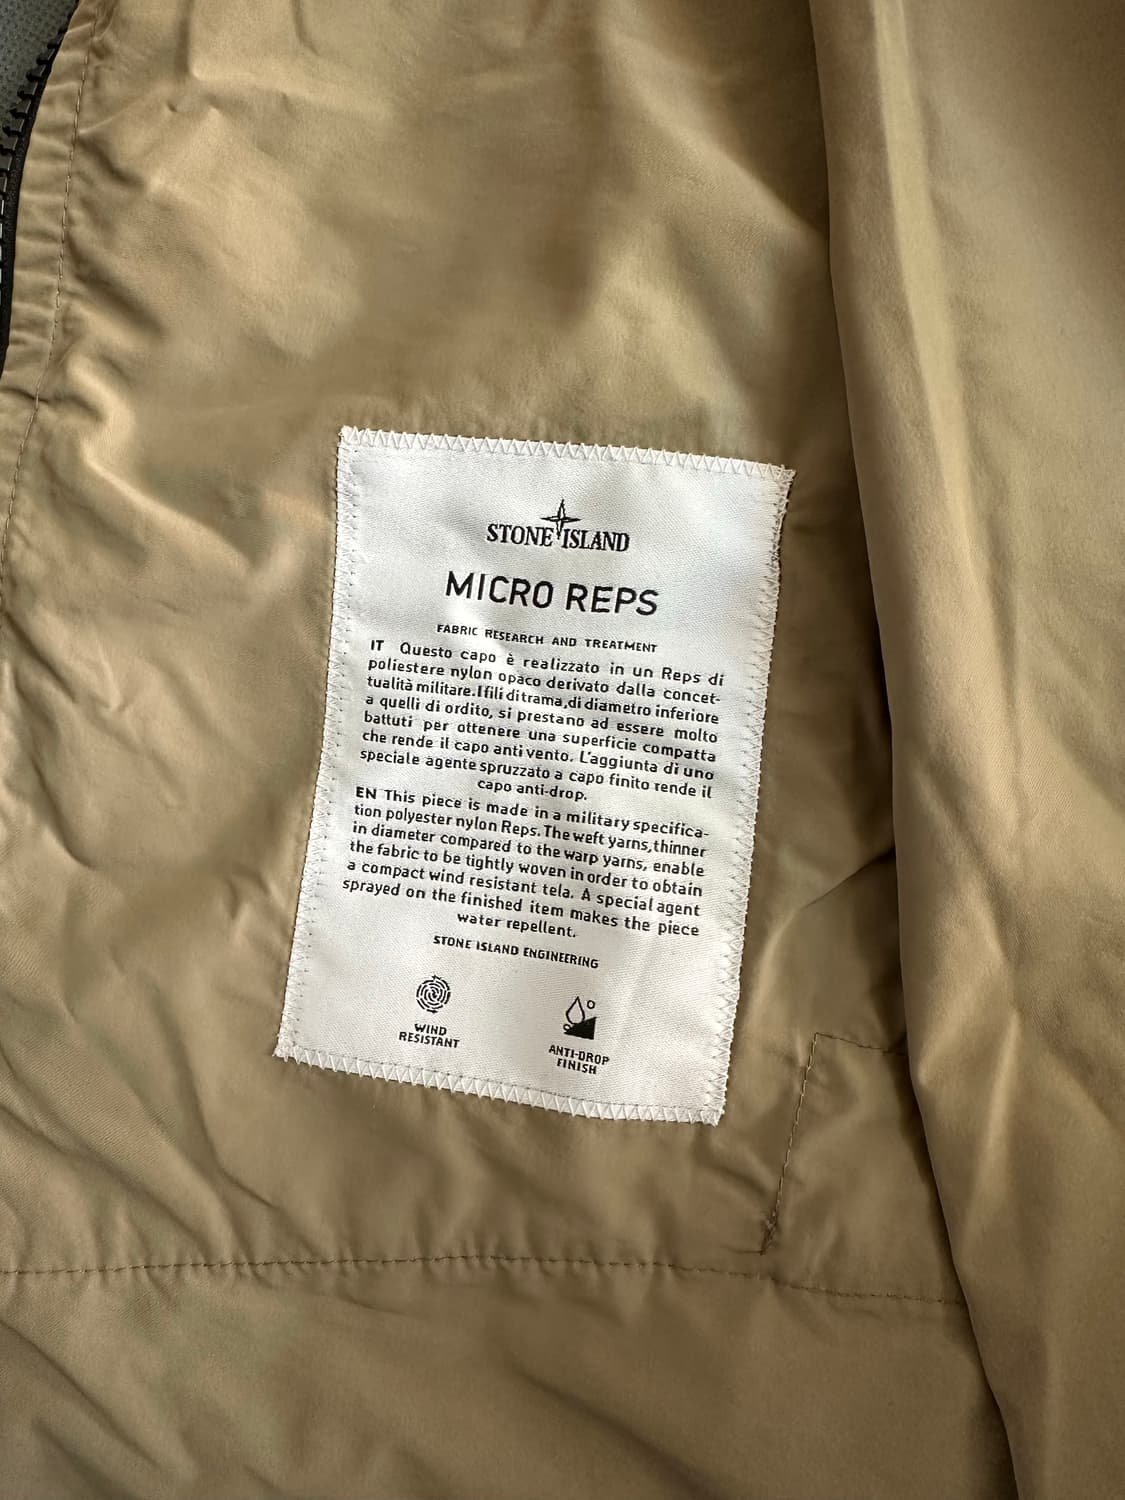 STONE ISLAND
MICRO REPS
FABRIC RESEARCH AND TREATMENT
IT Questo capo è realizzato in un Reps di
poliestere nylon opaco derivato dalla concet-
tualità militare. I fili di trama, di diametro inferiore
a quelli di ordito, si prestano ad essere molto
battuti per ottenere una superficie compatta
che rende il capo anti vento. L'aggiunta di uno
speciale agente spruzzato a capo finito rende il
capo anti-drop.
EN This piece is made in a military specifica-
tion polyester nylon Reps. The weft yarns, thinner
in diameter compared to the warp yarns, enable
the fabric to be tightly woven in order to obtain
a compact wind resistant tela. A special agent
sprayed on the finished item makes the piece
water repellent.
STONE ISLAND ENGINEERING
WIND
RESISTANT
ANTI-DROP
FINISH